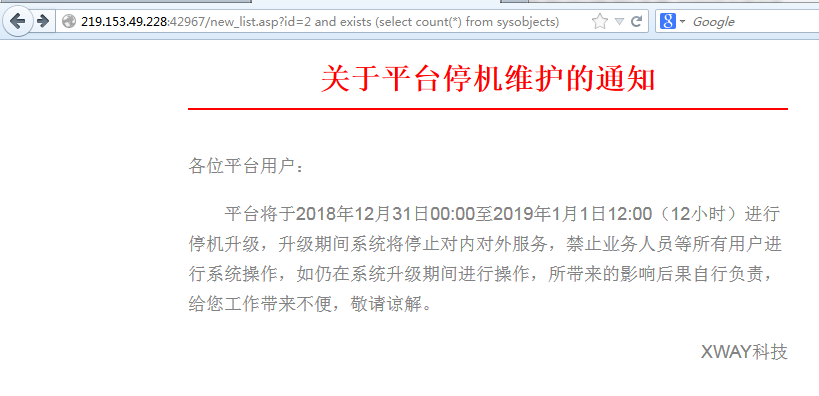 219.153.49.228:42967/new_list.asp?id=2 and exists (select count(*) from sysobjects)
Google
关于平台停机维护的通知
各位平台用户：
平台将于2018年12月31日00:00至2019年1月1日12:00（12小时）进行
停机升级，升级期间系统将停止对内对外服务，禁止业务人员等所有用户进
行系统操作，如仍在系统升级期间进行操作，所带来的影响后果自行负责，
给您工作带来不便，敬请谅解。
XWAY科技